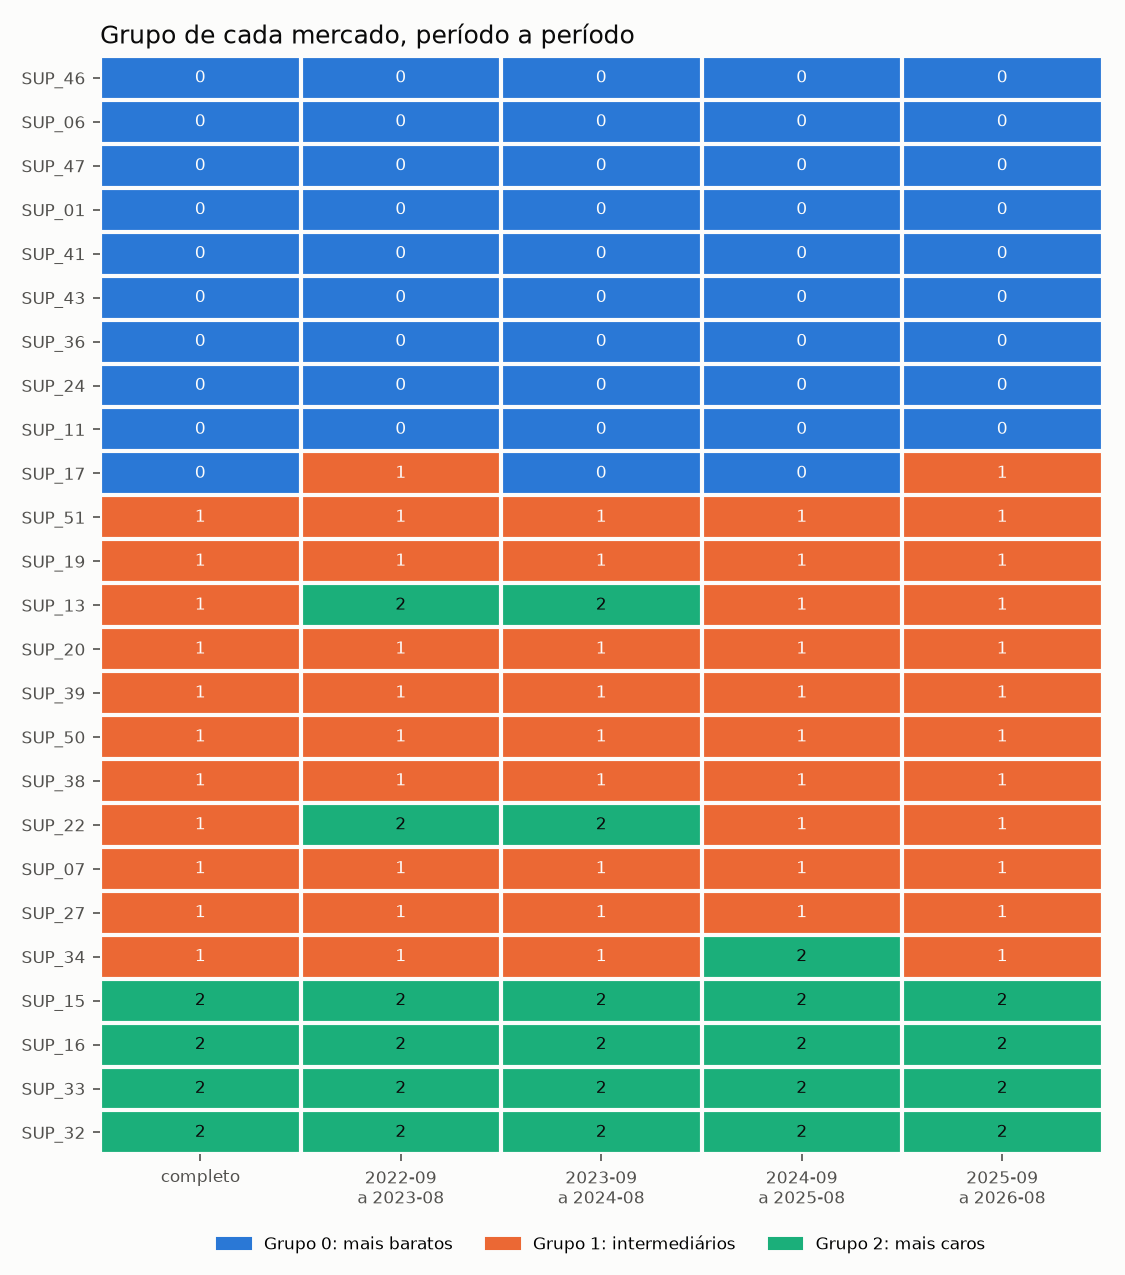 Grupo de cada mercado, período a período
SUP_46 0 0 0 0 0
SUP_06 0 0 0 0 0
SUP_47 0 0 0 0 0
SUP_01 0 0 0 0 0
SUP_41 0 0 0 0 0
SUP_43 0 0 0 0 0
SUP_36 0 0 0 0 0
SUP_24 0 0 0 0 0
SUP_11 0 0 0 0 0
SUP_17 0 1 0 0 1
SUP_51 1 1 1 1 1
SUP_19 1 1 1 1 1
SUP_13 1 2 2 1 1
SUP_20 1 1 1 1 1
SUP_39 1 1 1 1 1
SUP_50 1 1 1 1 1
SUP_38 1 1 1 1 1
SUP_22 1 2 2 1 1
SUP_07 1 1 1 1 1
SUP_27 1 1 1 1 1
SUP_34 1 1 1 2 1
SUP_15 2 2 2 2 2
SUP_16 2 2 2 2 2
SUP_33 2 2 2 2 2
SUP_32 2 2 2 2 2
completo 2022-09 2023-09 2024-09 2025-09
a 2023-08 a 2024-08 a 2025-08 a 2026-08
Grupo 0: mais baratos Grupo 1: intermediários Grupo 2: mais caros